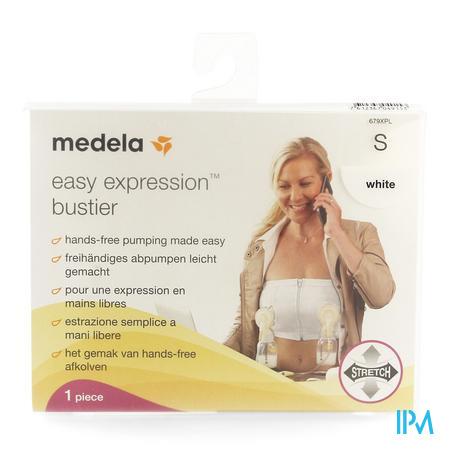 679XPL
S
white
medela
easy expression™
bustier
hands-free pumping made easy
freihändiges abpumpen leicht
gemacht
pour une expression en
mains libres
estrazione semplice a
mani libere
het gemak van hands-free
afkolven
1 piece
STRETCH
IPM